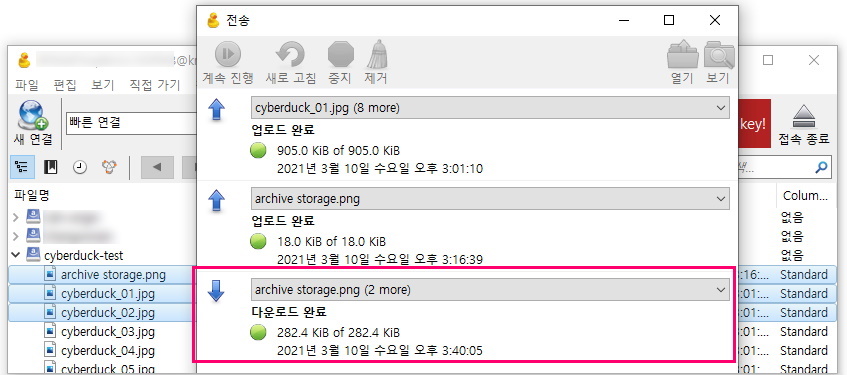 전송
계속 진행 새로 고침 중지 제거 열기 보기
cyberduck_01.jpg (8 more)
업로드 완료
905.0 KiB of 905.0 KiB
2021년 3월 10일 수요일 오후 3:01:10
archive storage.png
업로드 완료
18.0 KiB of 18.0 KiB
2021년 3월 10일 수요일 오후 3:16:39
archive storage.png (2 more)
다운로드 완료
282.4 KiB of 282.4 KiB
2021년 3월 10일 수요일 오후 3:40:05
파일 편집 보기 직접 가기
새 연결
빠른 연결
key!
접속 종료
파일명
Colum...
없음
없음
cyberduck-test
없음
archive storage.png
:16:... Standard
cyberduck_01.jpg
:01:... Standard
cyberduck_02.jpg
:01:... Standard
cyberduck_03.jpg
:01:... Standard
cyberduck_04.jpg
:01:... Standard
cyberduck_05.jpg
:01:... Standard